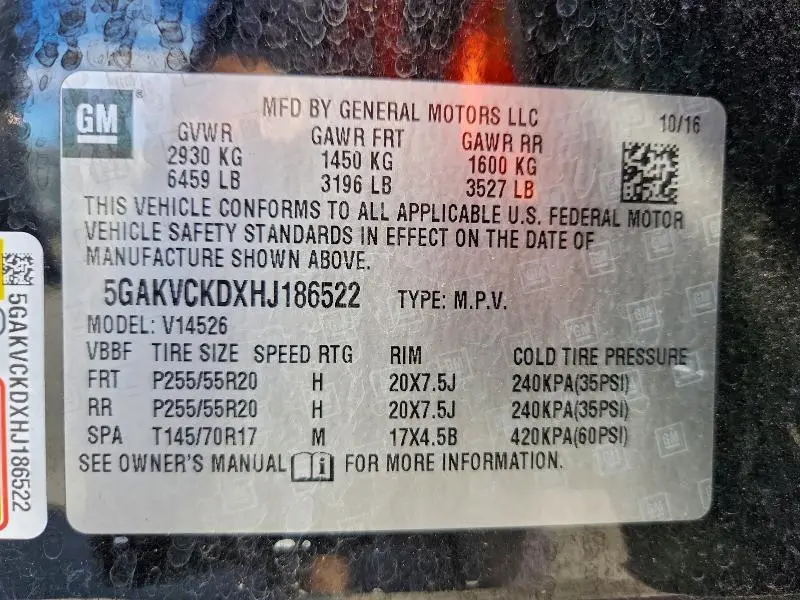 GM
MFD BY GENERAL MOTORS LLC
10/16
GVWR GAWR FRT GAWR RR
2930 KG 1450 KG 1600 KG
6459 LB 3196 LB 3527 LB
THIS VEHICLE CONFORMS TO ALL APPLICABLE U.S. FEDERAL MOTOR
VEHICLE SAFETY STANDARDS IN EFFECT ON THE DATE OF
MANUFACTURE SHOWN ABOVE.
5GAKVCKDXHJ186522 TYPE: M.P.V.
MODEL: V14526
VBBF TIRE SIZE SPEED RTG RIM COLD TIRE PRESSURE
FRT P255/55R20 H 20X7.5J 240KPA(35PSI)
RR P255/55R20 H 20X7.5J 240KPA(35PSI)
SPA T145/70R17 M 17X4.5B 420KPA(60PSI)
SEE OWNER'S MANUAL FOR MORE INFORMATION.
5GAKVCKDXHJ186522